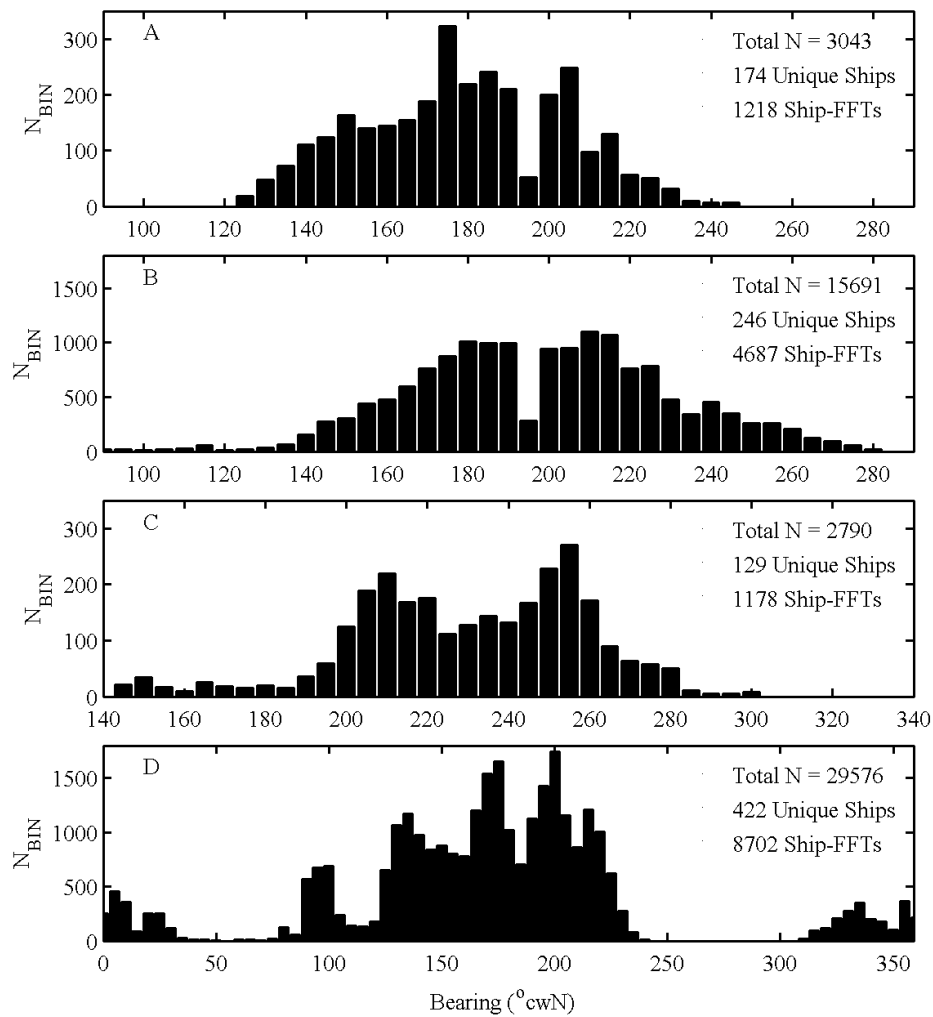 A
Total N = 3043
174 Unique Ships
1218 Ship-FFTs
N_BIN
300
200
100
0
100 120 140 160 180 200 220 240 260 280
B
Total N = 15691
246 Unique Ships
4687 Ship-FFTs
N_BIN
1500
1000
500
0
100 120 140 160 180 200 220 240 260 280
C
Total N = 2790
129 Unique Ships
1178 Ship-FFTs
N_BIN
300
200
100
0
140 160 180 200 220 240 260 280 300 320 340
D
Total N = 29576
422 Unique Ships
8702 Ship-FFTs
N_BIN
1500
1000
500
0
0 50 100 150 200 250 300 350
Bearing (°cwN)